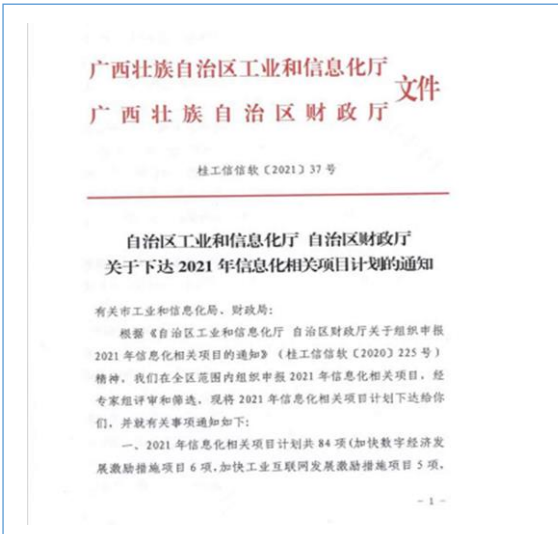 广西壮族自治区工业和信息化厅
广西壮族自治区财政厅
文件
桂工信信软〔2021〕37号
自治区工业和信息化厅 自治区财政厅
关于下达2021年信息化相关项目计划的通知
有关市工业和信息化局、财政局:
根据《自治区工业和信息化厅 自治区财政厅关于组织申报
2021年信息化相关项目的通知》(桂工信信软〔2020〕225号)
精神，我们在全区范围内组织申报2021年信息化相关项目，经
专家组评审和筛选，现将2021年信息化相关项目计划下达给你
们，并就有关事项通知如下:
一、2021年信息化相关项目计划共84项(加快数字经济发
展激励措施项目6项,加快工业互联网发展激励措施项目5项,
- 1 -